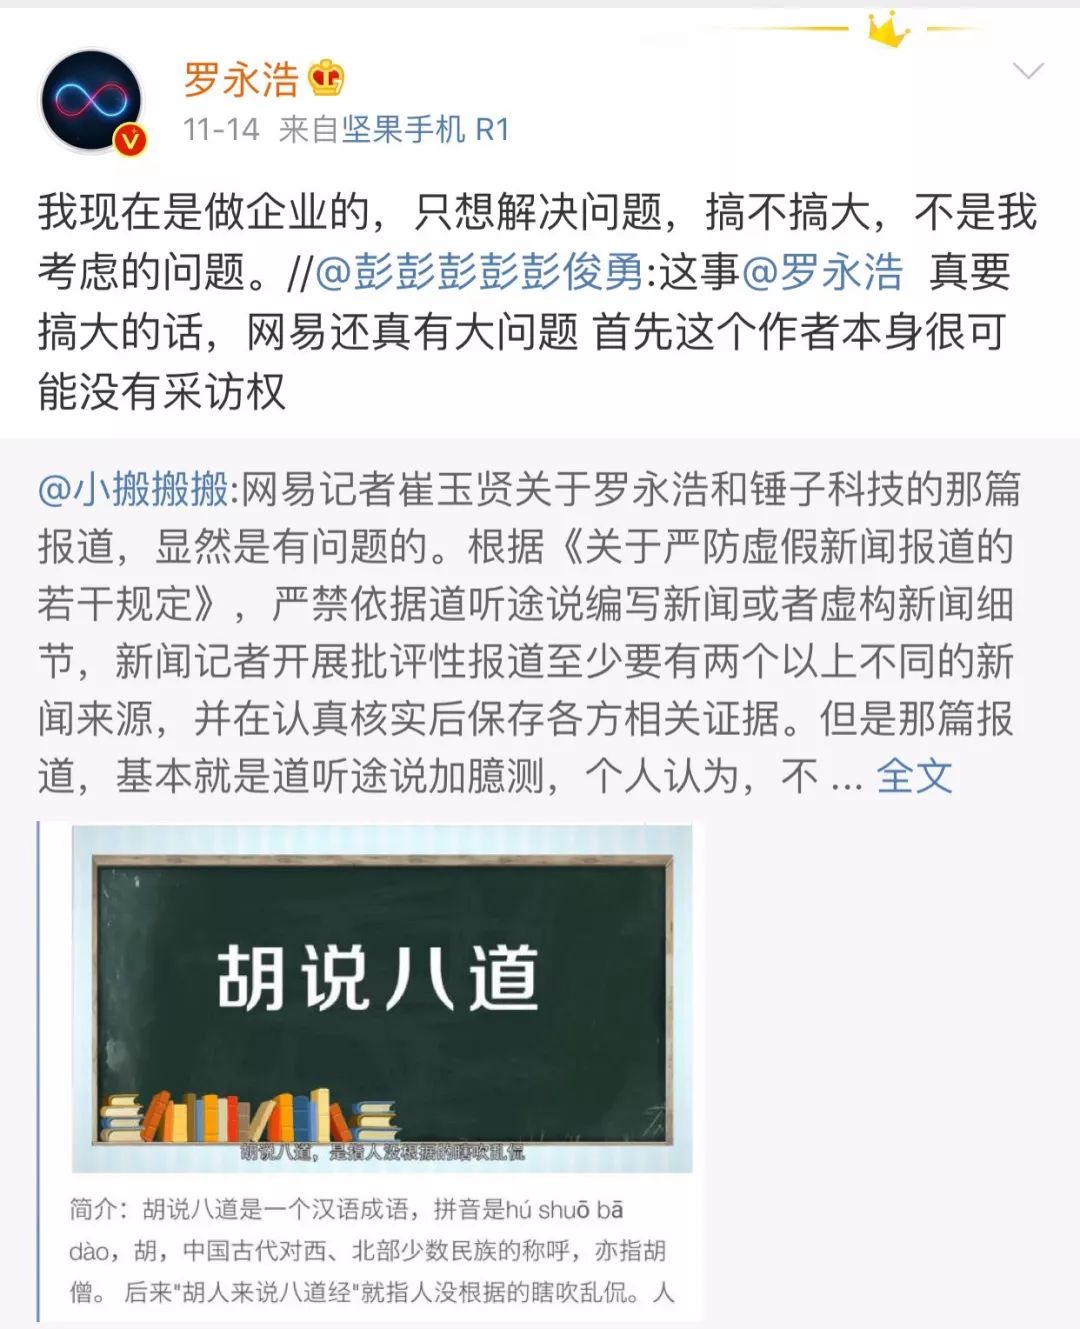 罗永浩
11-14 来自坚果手机 R1
我现在是做企业的，只想解决问题，搞不搞大，不是我
考虑的问题。//@彭彭彭彭彭俊勇:这事@罗永浩 真要
搞大的话，网易还真有大问题 首先这个作者本身很可
能没有采访权
@小搬搬搬:网易记者崔玉贤关于罗永浩和锤子科技的那篇
报道，显然是有问题的。根据《关于严防虚假新闻报道的
若干规定》，严禁依据道听途说编写新闻或者虚构新闻细
节，新闻记者开展批评性报道至少要有两个以上不同的新
闻来源，并在认真核实后保存各方相关证据。但是那篇报
道，基本就是道听途说加臆测，个人认为，不 ... 全文
胡说八道
胡说八道，是指人没根据的瞎吹乱侃
简介：胡说八道是一个汉语成语，拼音是hú shuō bā
dào，胡，中国古代对西、北部少数民族的称呼，亦指胡
僧。 后来"胡人来说八道经"就指人没根据的瞎吹乱侃。人